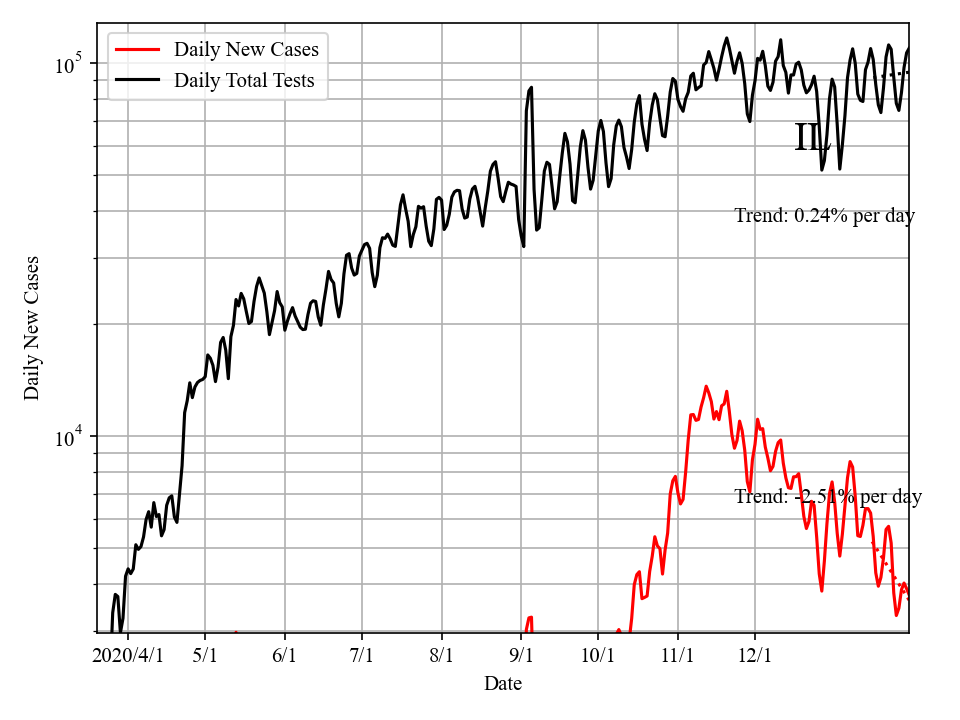 Daily New Cases
Daily Total Tests
10^5
IL
Trend: 0.24% per day
Daily New Cases
10^4
Trend: -2.51% per day
2020/4/1 5/1 6/1 7/1 8/1 9/1 10/1 11/1 12/1
Date